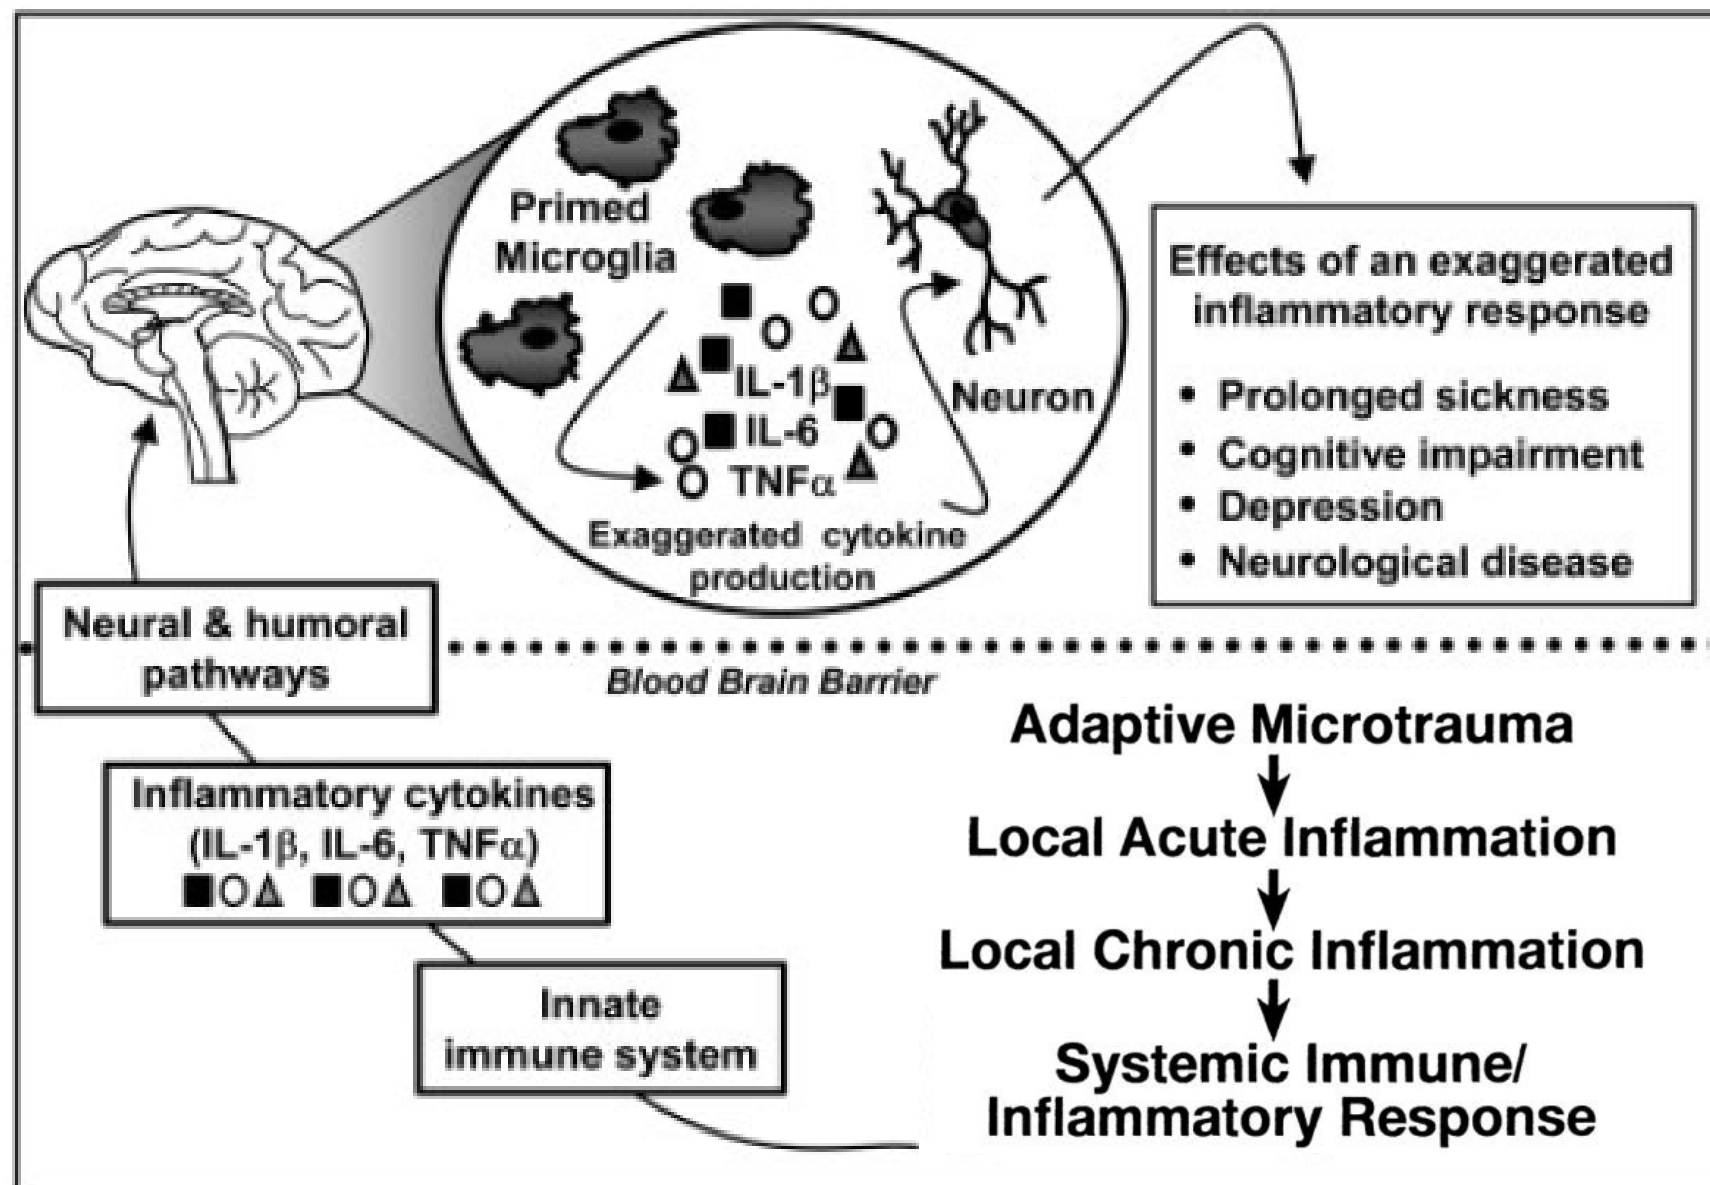 Primed
Microglia
IL-1β
IL-6
TNFα
Neuron
Exaggerated cytokine
production
Effects of an exaggerated
inflammatory response
• Prolonged sickness
• Cognitive impairment
• Depression
• Neurological disease
Neural & humoral
pathways
Blood Brain Barrier
Inflammatory cytokines
(IL-1β, IL-6, TNFα)
Innate
immune system
Adaptive Microtrauma
Local Acute Inflammation
Local Chronic Inflammation
Systemic Immune/
Inflammatory Response